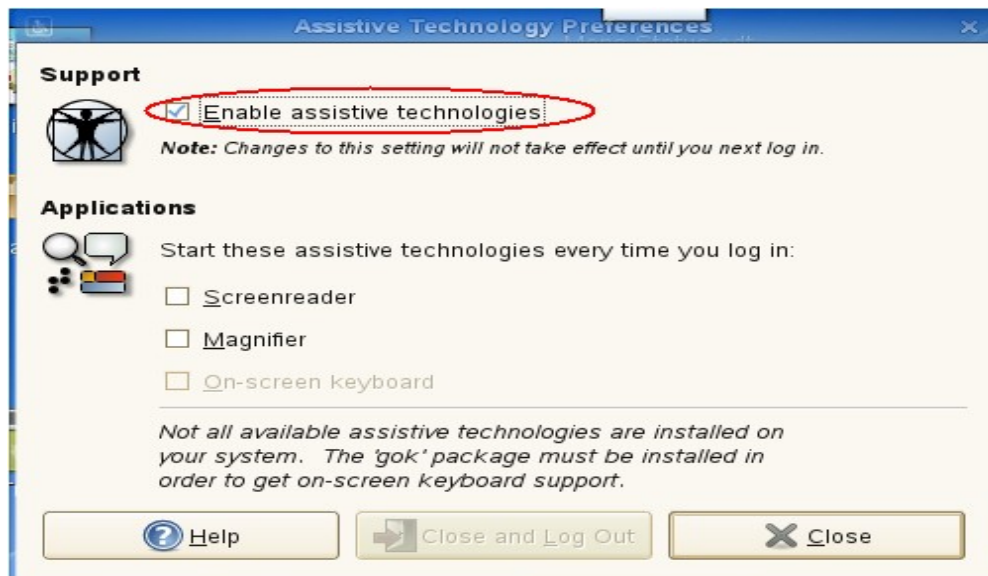 Assistive Technology Preferences
Support
Enable assistive technologies
Note: Changes to this setting will not take effect until you next log in.
Applications
Start these assistive technologies every time you log in:
Screenreader
Magnifier
On-screen keyboard
Not all available assistive technologies are installed on
your system. The 'gok' package must be installed in
order to get on-screen keyboard support.
Help
Close and Log Out
Close